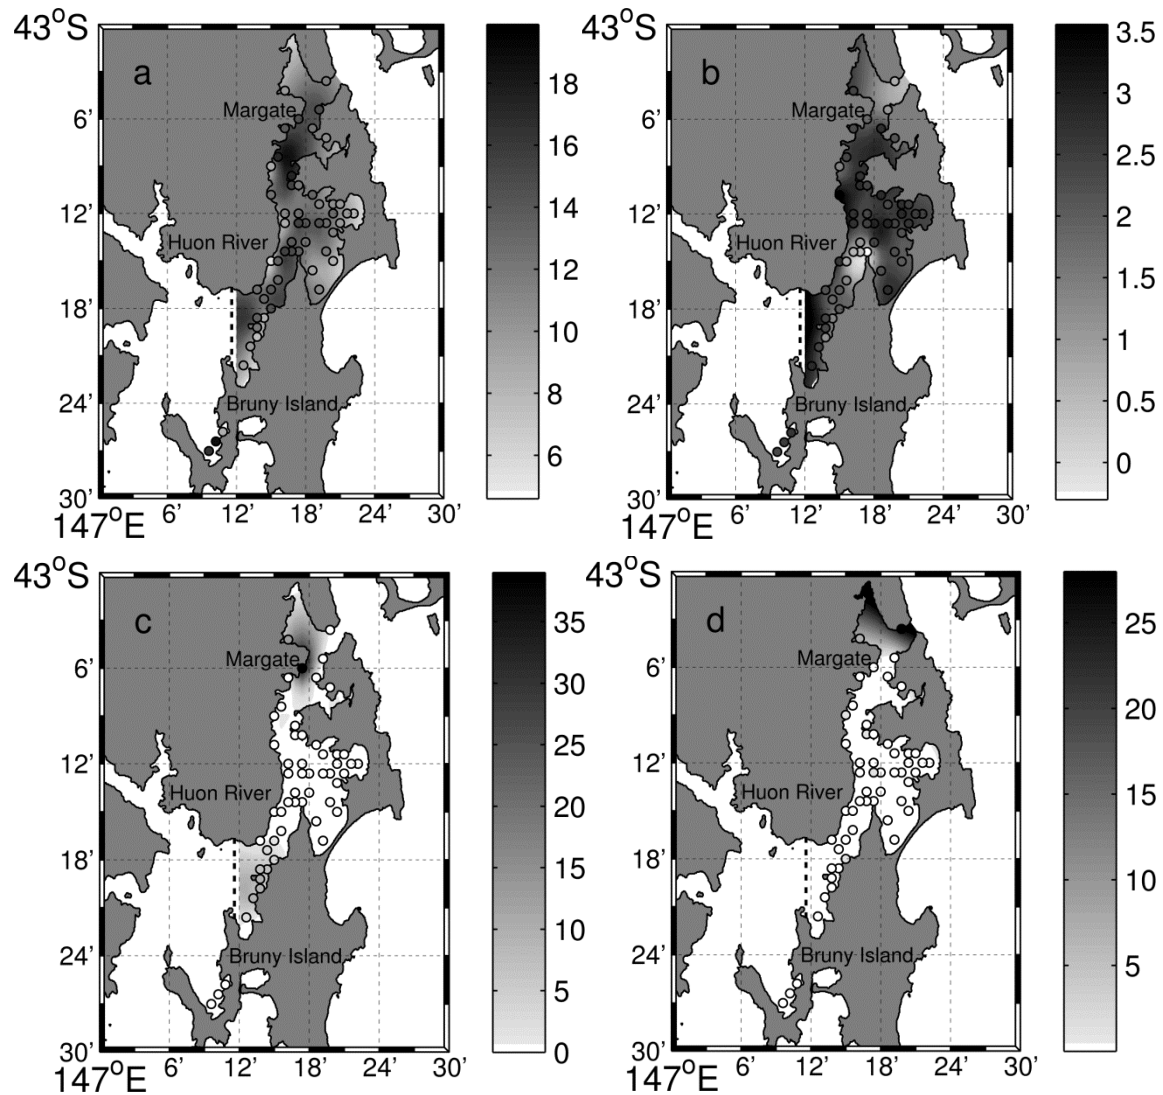 43°S
a
Margate
6'
12'
Huon River
18'
24'
Bruny Island
30'
147°E
6'
12'
18'
24'
30'
18
16
14
12
10
8
6
43°S
b
Margate
6'
12'
Huon River
18'
24'
Bruny Island
30'
147°E
6'
12'
18'
24'
30'
3.5
3
2.5
2
1.5
1
0.5
0
43°S
c
Margate
6'
12'
Huon River
18'
24'
Bruny Island
30'
147°E
6'
12'
18'
24'
30'
35
30
25
20
15
10
5
0
43°S
d
Margate
6'
12'
Huon River
18'
24'
Bruny Island
30'
147°E
6'
12'
18'
24'
30'
25
20
15
10
5